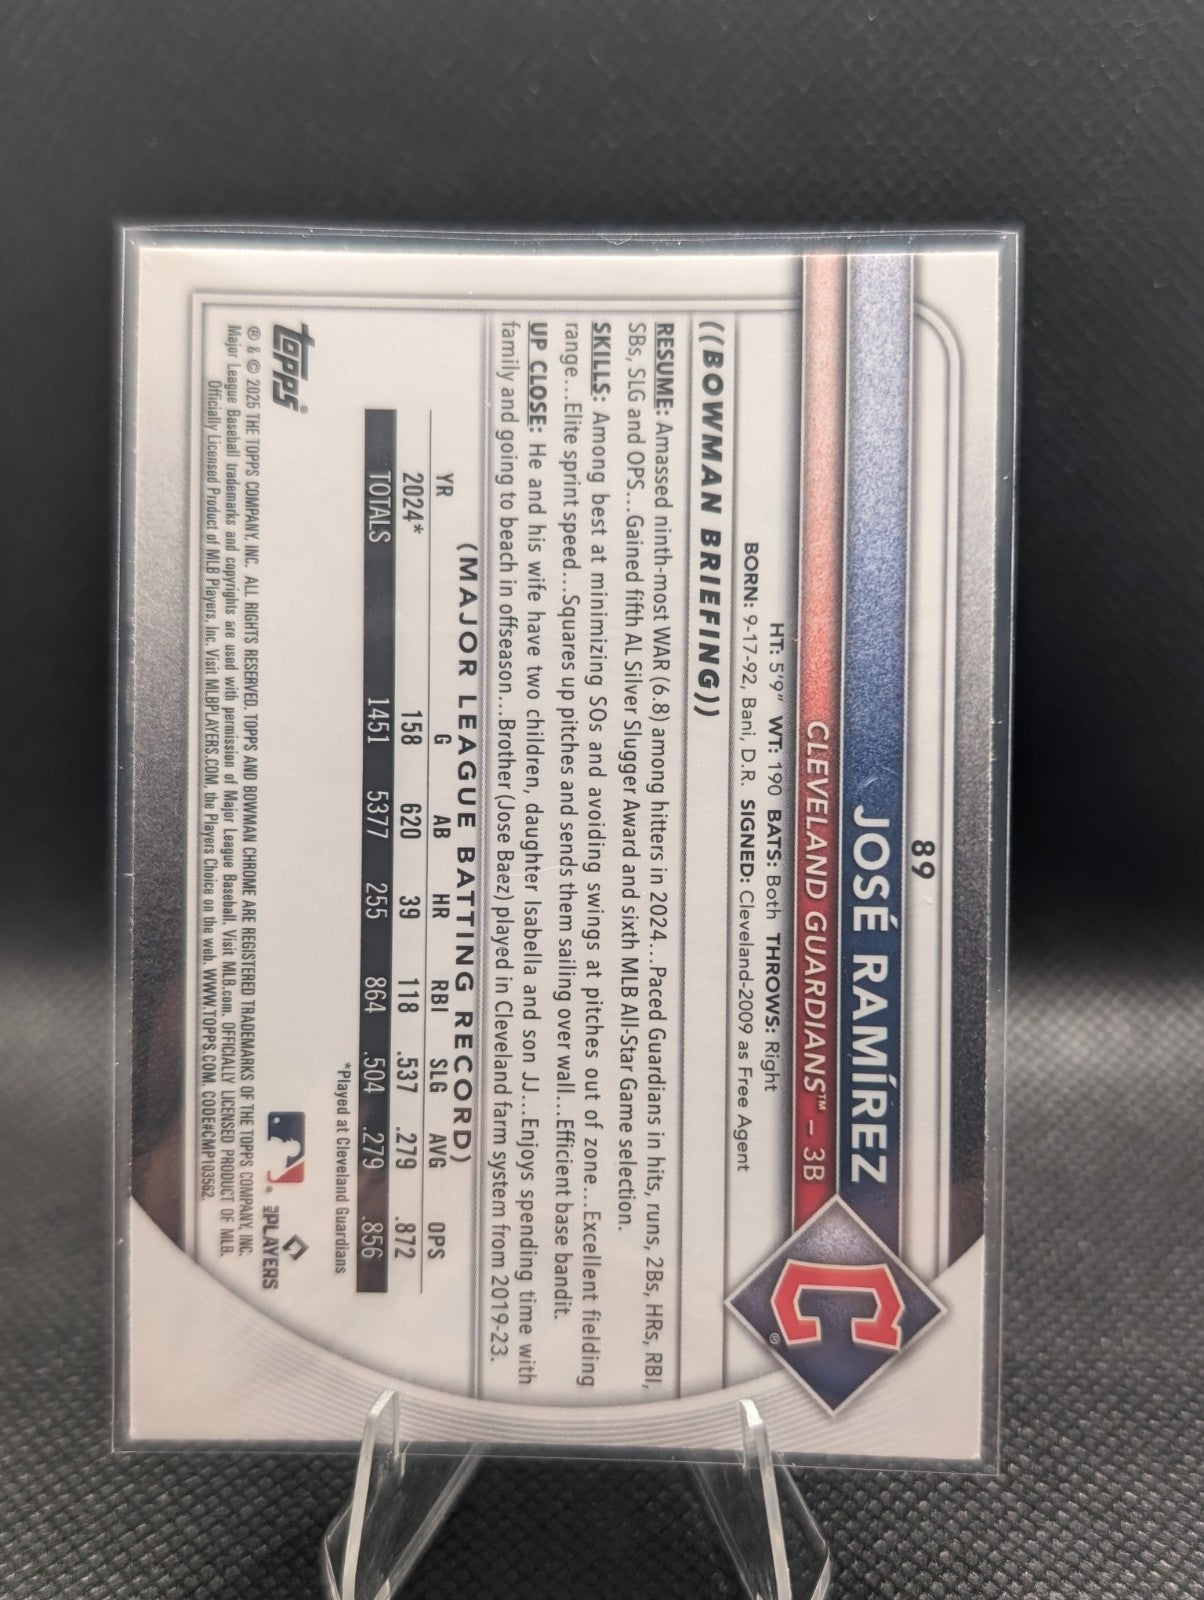 89
JOSÉ RAMÍREZ
CLEVELAND GUARDIANS™ – 3B
C®
HT: 5'9" WT: 190 BATS: Both THROWS: Right
BORN: 9-17-92, Bani, D.R. SIGNED: Cleveland-2009 as Free Agent
((BOWMAN BRIEFING))
RESUME: Amassed ninth-most WAR (6.8) among hitters in 2024...Paced Guardians in hits, runs, 2Bs, HRs, RBI,
SBs, SLG and OPS...Gained fifth AL Silver Slugger Award and sixth MLB All-Star Game selection.
SKILLS: Among best at minimizing SOs and avoiding swings at pitches out of zone...Excellent fielding
range...Elite sprint speed...Squares up pitches and sends them sailing over wall...Efficient base bandit.
UP CLOSE: He and his wife have two children, daughter Isabella and son JJ...Enjoys spending time with
family and going to beach in offseason...Brother (Jose Baez) played in Cleveland farm system from 2019-23.
(MAJOR LEAGUE BATTING RECORD)
YR G AB HR RBI SLG AVG OPS
2024* 158 620 39 118 .537 .279 .872
TOTALS 1451 5377 255 864 .504 .279 .856
*Played at Cleveland Guardians
topps®
MLB PLAYERS
® & © 2025 THE TOPPS COMPANY, INC. ALL RIGHTS RESERVED. TOPPS AND BOWMAN CHROME ARE REGISTERED TRADEMARKS OF THE TOPPS COMPANY, INC.
Major League Baseball trademarks and copyrights are used with permission of Major League Baseball. Visit MLB.com. OFFICIALLY LICENSED PRODUCT OF MLB.
Officially Licensed Product of MLB Players, Inc. Visit MLBPLAYERS.COM, the Players Choice on the web. WWW.TOPPS.COM. CODE#CMP103562